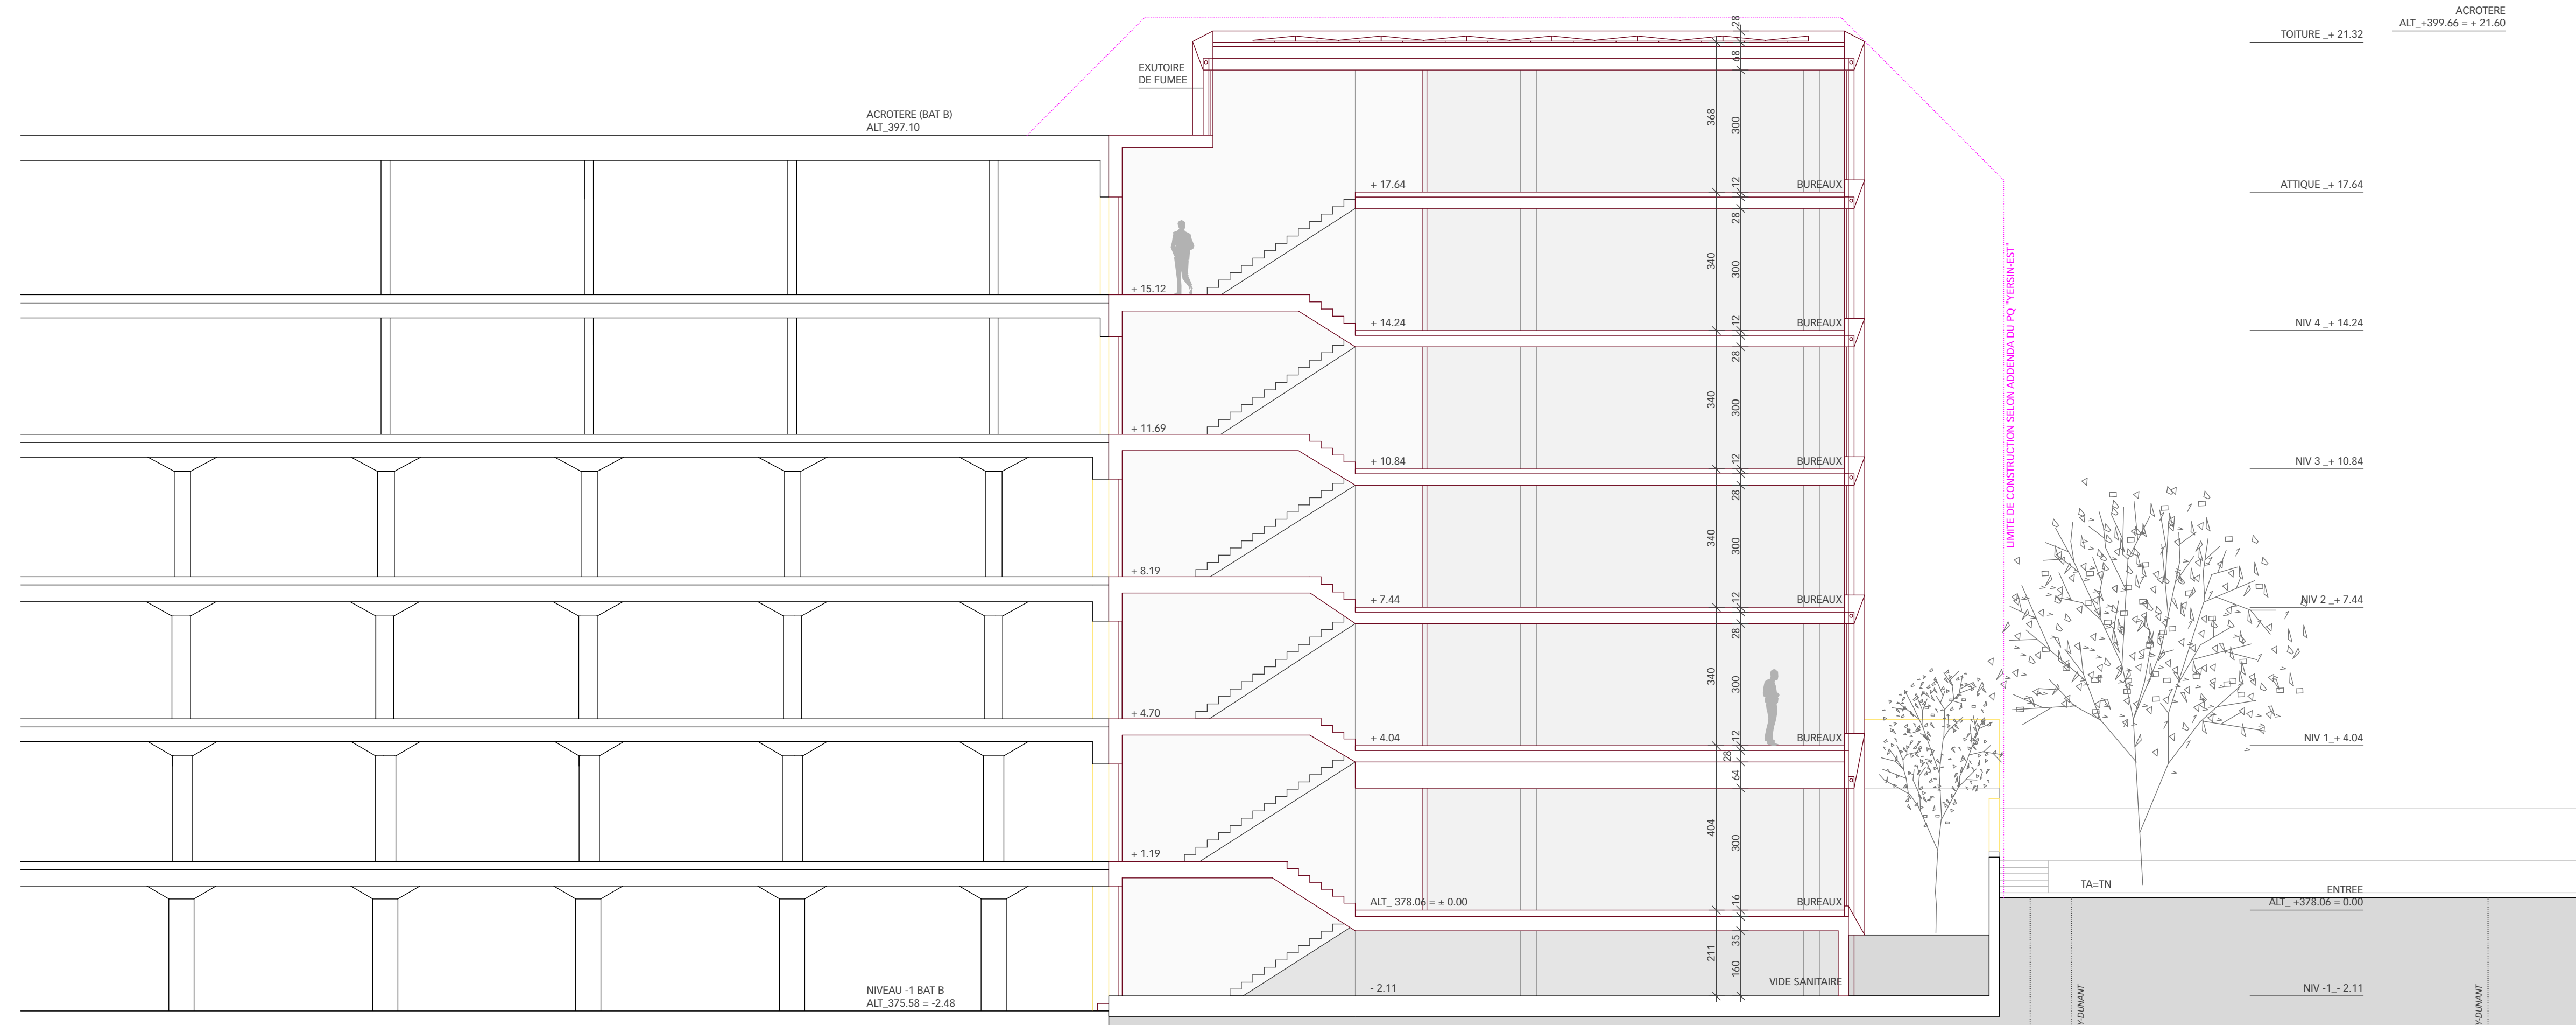 ACROTERE
ALT_+399.66 = + 21.60
TOITURE _+ 21.32
28
68
EXUTOIRE
DE FUMEE
ACROTERE (BAT B)
ALT_397.10
368
300
+ 17.64
12
BUREAUX
ATTIQUE _+ 17.64
28
340
300
+ 15.12
+ 14.24
12
BUREAUX
NIV 4 _+ 14.24
LIMITE DE CONSTRUCTION SELON ADDENDA DU PQ "YERSIN-EST"
28
340
300
+ 11.69
+ 10.84
12
BUREAUX
NIV 3 _+ 10.84
28
340
300
+ 8.19
+ 7.44
12
BUREAUX
NIV 2 _+ 7.44
28
340
300
+ 4.70
+ 4.04
12
BUREAUX
NIV 1_+ 4.04
28
64
404
300
+ 1.19
TA=TN
ENTREE
ALT_ +378.06 = 0.00
ALT_ 378.06 = ± 0.00
16
BUREAUX
35
211
160
VIDE SANITAIRE
NIVEAU -1 BAT B
ALT_375.58 = -2.48
- 2.11
NIV -1_- 2.11
Y-DUNANT
Y-DUNANT